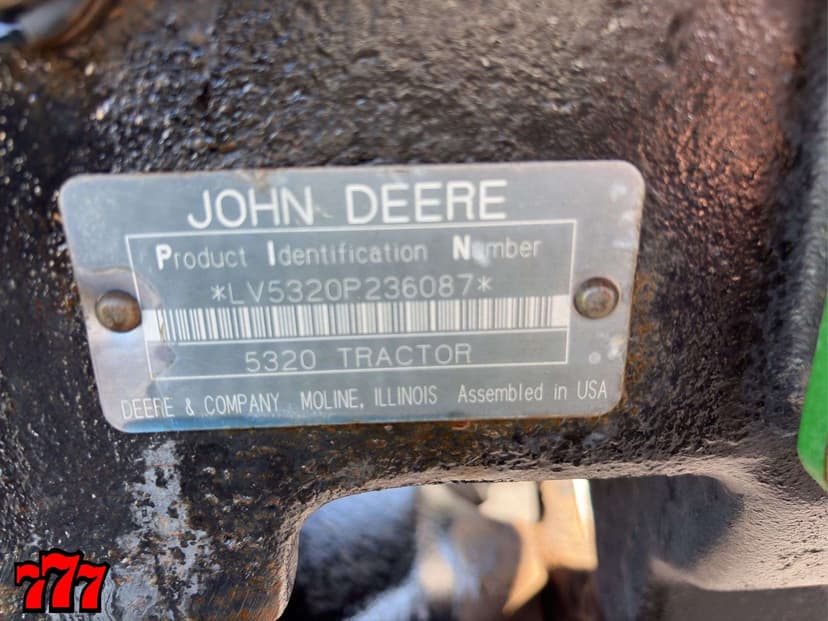 JOHN DEERE
Product Identification Number
*LV5320P236087*
5320 TRACTOR
DEERE & COMPANY MOLINE, ILLINOIS Assembled in USA
777